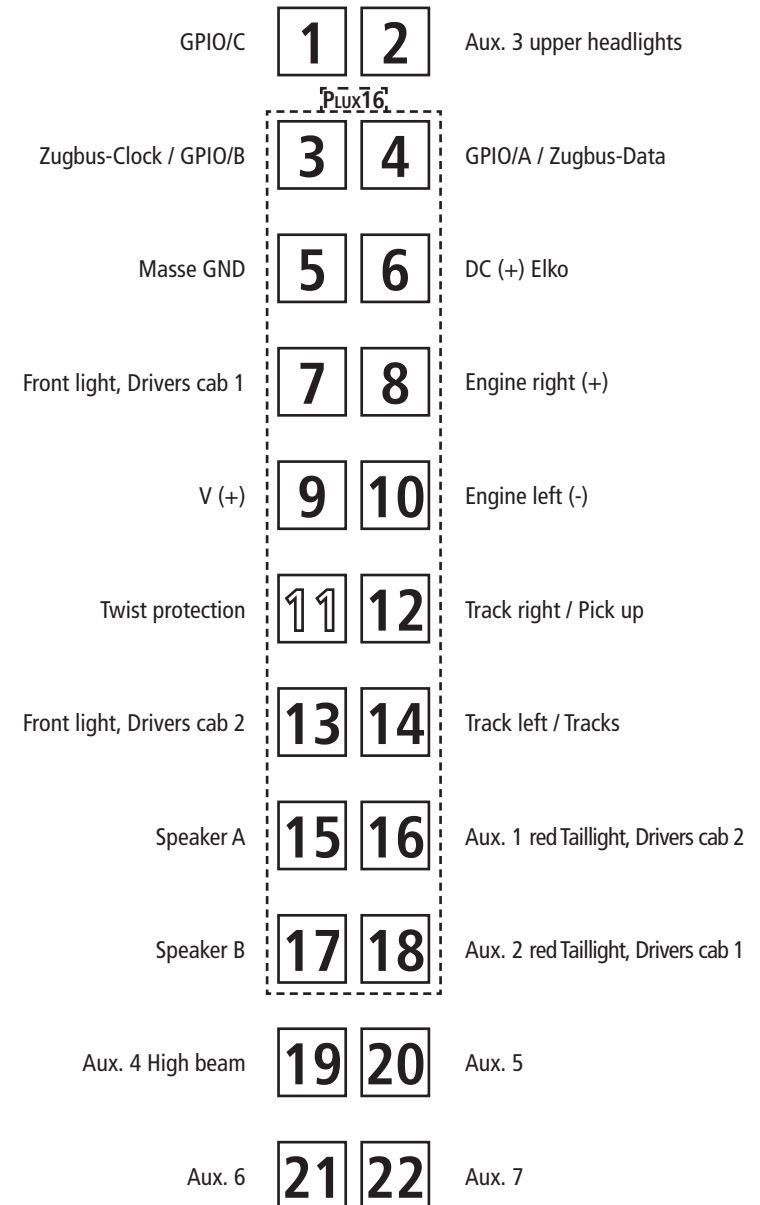 GPIO/C 1 2 Aux. 3 upper headlights
PLUX16
Zugbus-Clock / GPIO/B 3 4 GPIO/A / Zugbus-Data
Masse GND 5 6 DC (+) Elko
Front light, Drivers cab 1 7 8 Engine right (+)
V (+) 9 10 Engine left (-)
Twist protection 11 12 Track right / Pick up
Front light, Drivers cab 2 13 14 Track left / Tracks
Speaker A 15 16 Aux. 1 red Taillight, Drivers cab 2
Speaker B 17 18 Aux. 2 red Taillight, Drivers cab 1
Aux. 4 High beam 19 20 Aux. 5
Aux. 6 21 22 Aux. 7